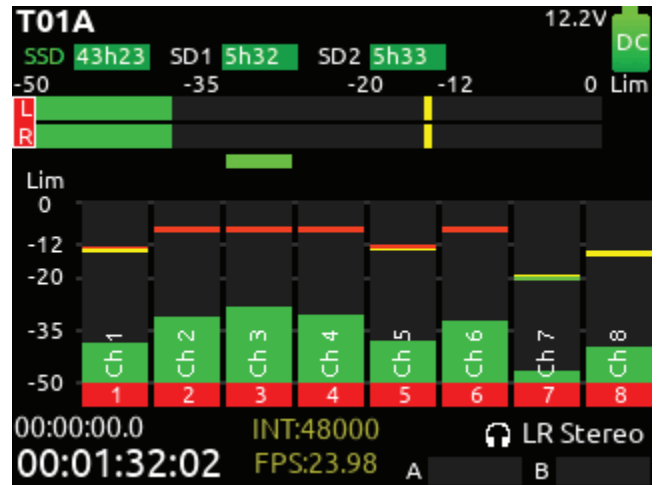 T01A 12.2V
SSD 43h23 SD1 5h32 SD2 5h33 DC
-50 -35 -20 -12 0 Lim
L
R
Lim
0
-12
-20
-35
-50
Ch 1 Ch 2 Ch 3 Ch 4 Ch 5 Ch 6 Ch 7 Ch 8
1 2 3 4 5 6 7 8
00:00:00.0 INT:48000 LR Stereo
00:01:32:02 FPS:23.98 A B